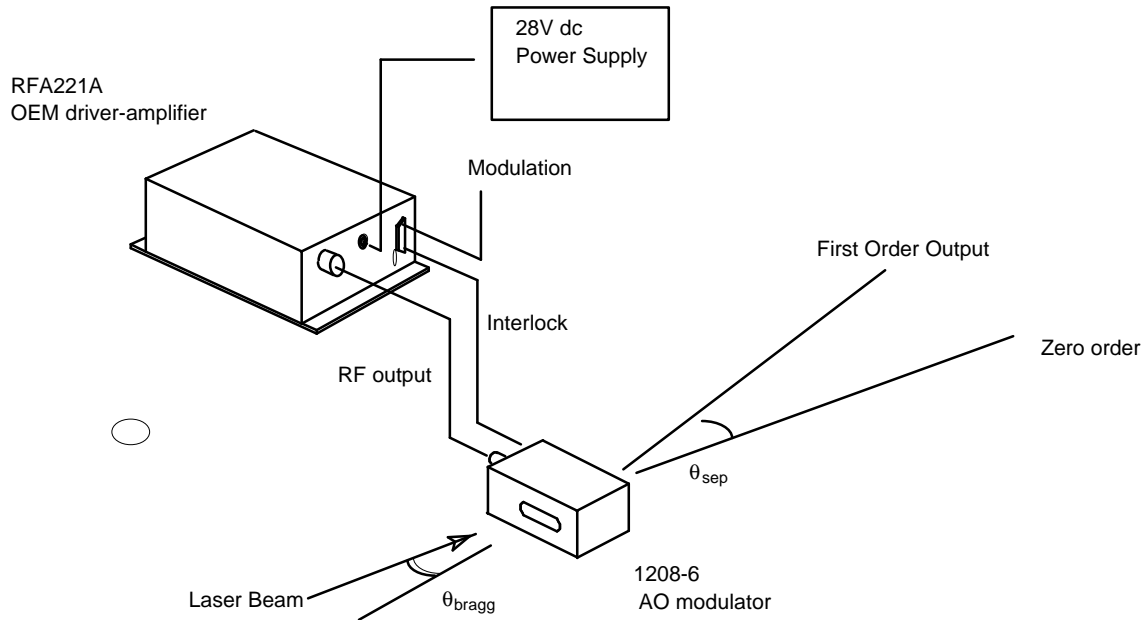 28V dc
Power Supply
RFA221A
OEM driver-amplifier
Modulation
First Order Output
Interlock
Zero order
RF output
θsep
1208-6
AO modulator
Laser Beam
θbragg